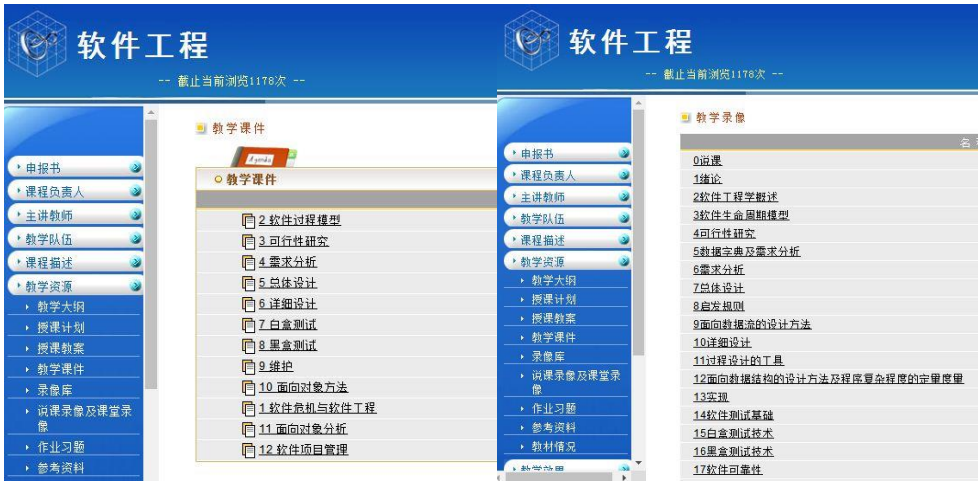 软件工程
-- 截止当前浏览1178次 --
申报书
课程负责人
主讲教师
教学队伍
课程描述
教学资源
教学大纲
授课计划
授课教案
教学课件
录像库
说课录像及课堂录
像
作业习题
参考资料
教学课件
Agenda
教学课件
2 软件过程模型
3 可行性研究
4 需求分析
5 总体设计
6 详细设计
7 白盒测试
8 黑盒测试
9 维护
10 面向对象方法
1 软件危机与软件工程
11 面向对象分析
12 软件项目管理
软件工程
-- 截止当前浏览1178次 --
申报书
课程负责人
主讲教师
教学队伍
课程描述
教学资源
教学大纲
授课计划
授课教案
教学课件
录像库
说课录像及课堂录
像
作业习题
参考资料
教材情况
教学效果
教学录像
名
0说课
1绪论
2软件工程学概述
3软件生命周期模型
4可行性研究
5数据字典及需求分析
6需求分析
7总体设计
8启发规则
9面向数据流的设计方法
10详细设计
11过程设计的工具
12面向数据结构的设计方法及程序复杂程度的定量度量
13实现
14软件测试基础
15白盒测试技术
16黑盒测试技术
17软件可靠性